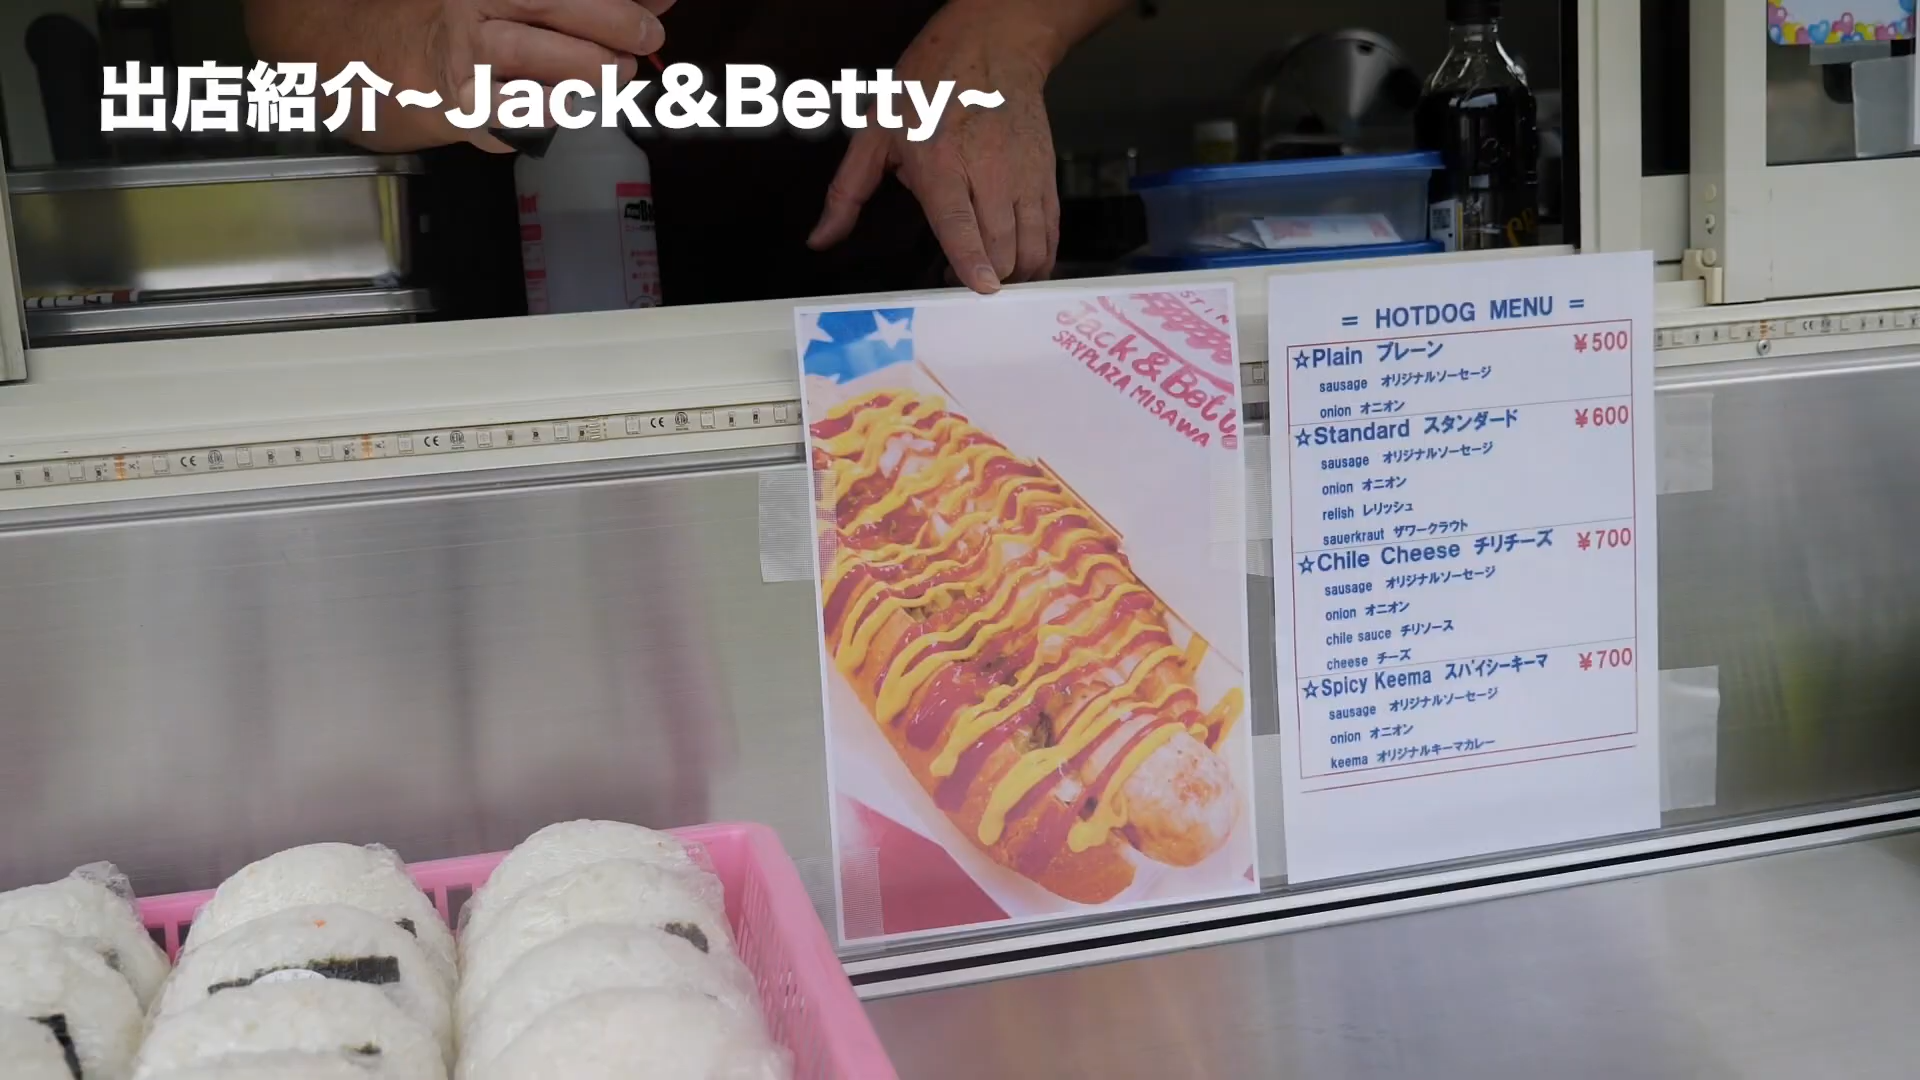 出店紹介~Jack&Betty~
Jack&Betty
SKYPLAZA MISAWA
= HOTDOG MENU =
☆Plain プレーン ¥500
sausage オリジナルソーセージ
onion オニオン
☆Standard スタンダード ¥600
sausage オリジナルソーセージ
onion オニオン
relish レリッシュ
sauerkraut ザワークラウト
☆Chile Cheese チリチーズ ¥700
sausage オリジナルソーセージ
onion オニオン
chile sauce チリソース
cheese チーズ
☆Spicy Keema スパイシーキーマ ¥700
sausage オリジナルソーセージ
onion オニオン
keema オリジナルキーマカレー